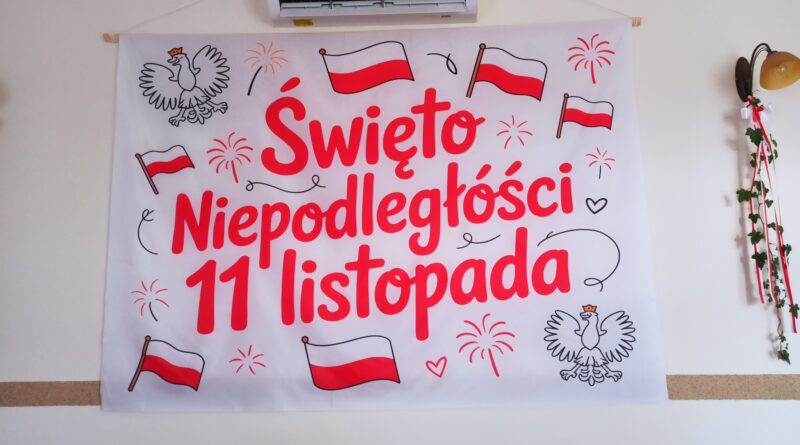 Święto
Niepodległości
11 listopada